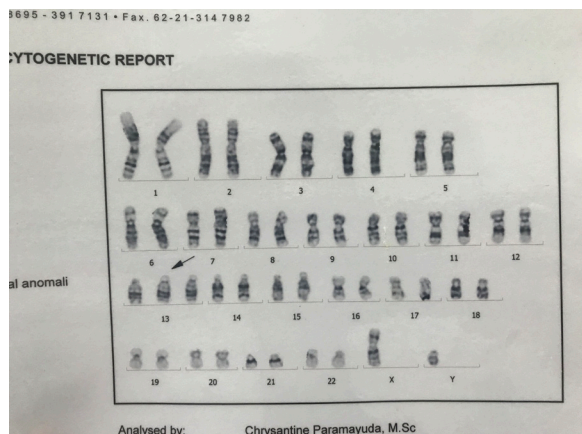 8695 - 391 7131 • Fax. 62-21-314 7982
CYTOGENETIC REPORT
1 2 3 4 5
6 7 8 9 10 11 12
al anomali
13 14 15 16 17 18
19 20 21 22 X Y
Analysed by: Chrysantine Paramayuda, M.Sc